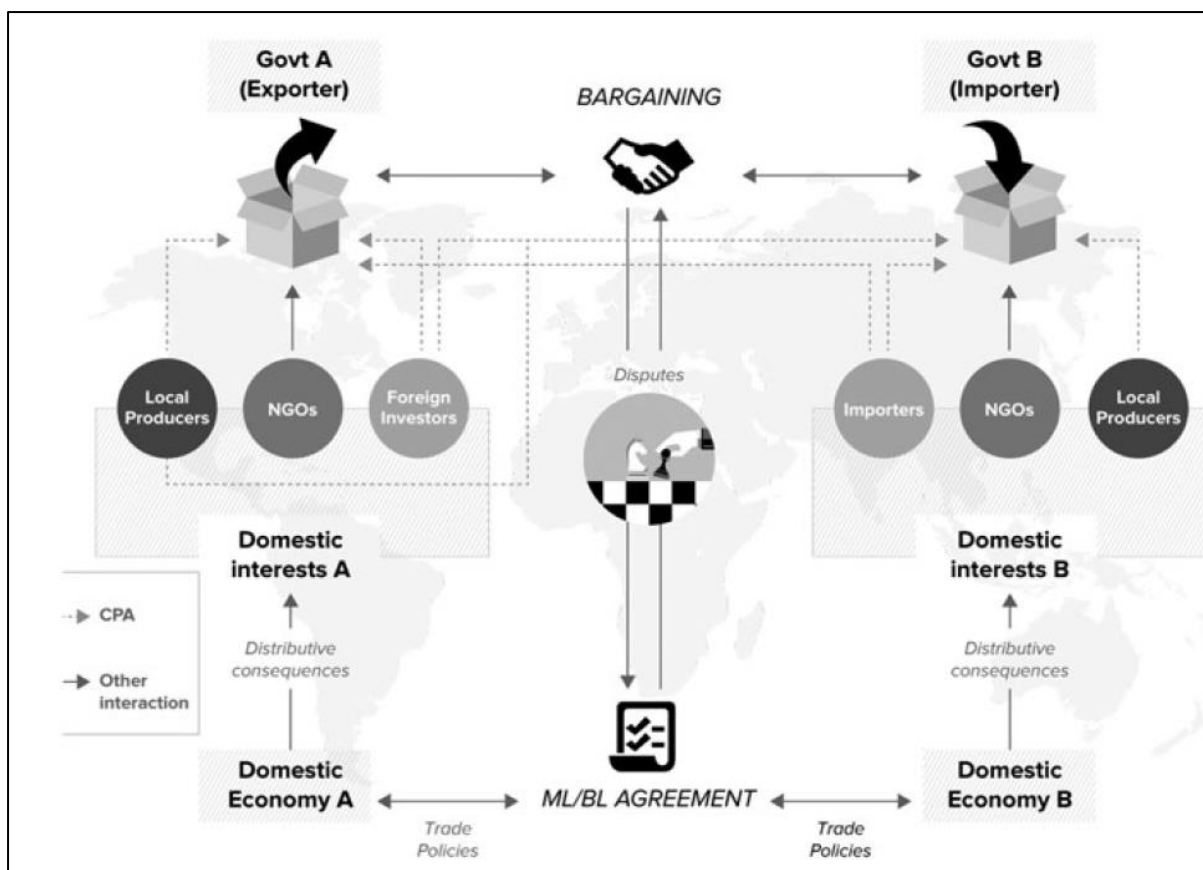 Govt A
(Exporter)
BARGAINING
Govt B
(Importer)
Local
Producers
NGOs
Foreign
Investors
Disputes
Importers
NGOs
Local
Producers
Domestic
interests A
Domestic
interests B
CPA
Other
interaction
Distributive
consequences
Distributive
consequences
Domestic
Economy A
ML/BL AGREEMENT
Domestic
Economy B
Trade
Policies
Trade
Policies